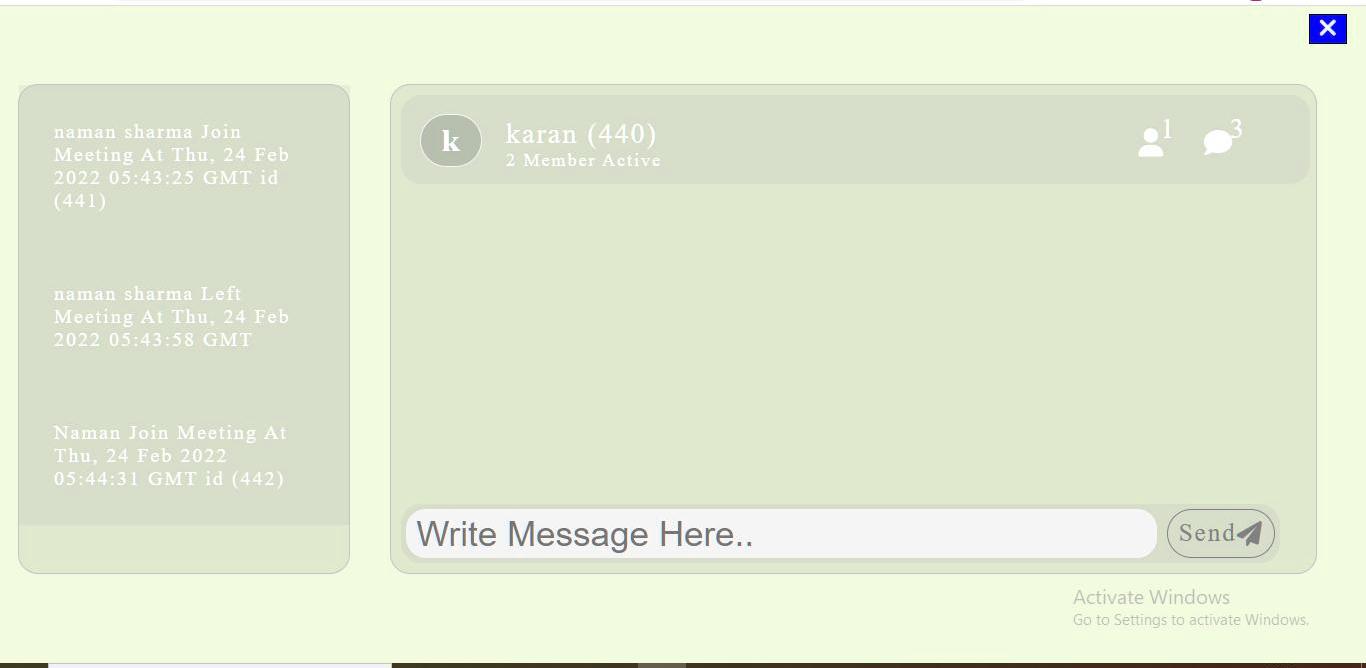 naman sharma Join
Meeting At Thu, 24 Feb
2022 05:43:25 GMT id
(441)
naman sharma Left
Meeting At Thu, 24 Feb
2022 05:43:58 GMT
Naman Join Meeting At
Thu, 24 Feb 2022
05:44:31 GMT id (442)
k
karan (440)
2 Member Active
1
3
Write Message Here..
Send
Activate Windows
Go to Settings to activate Windows.